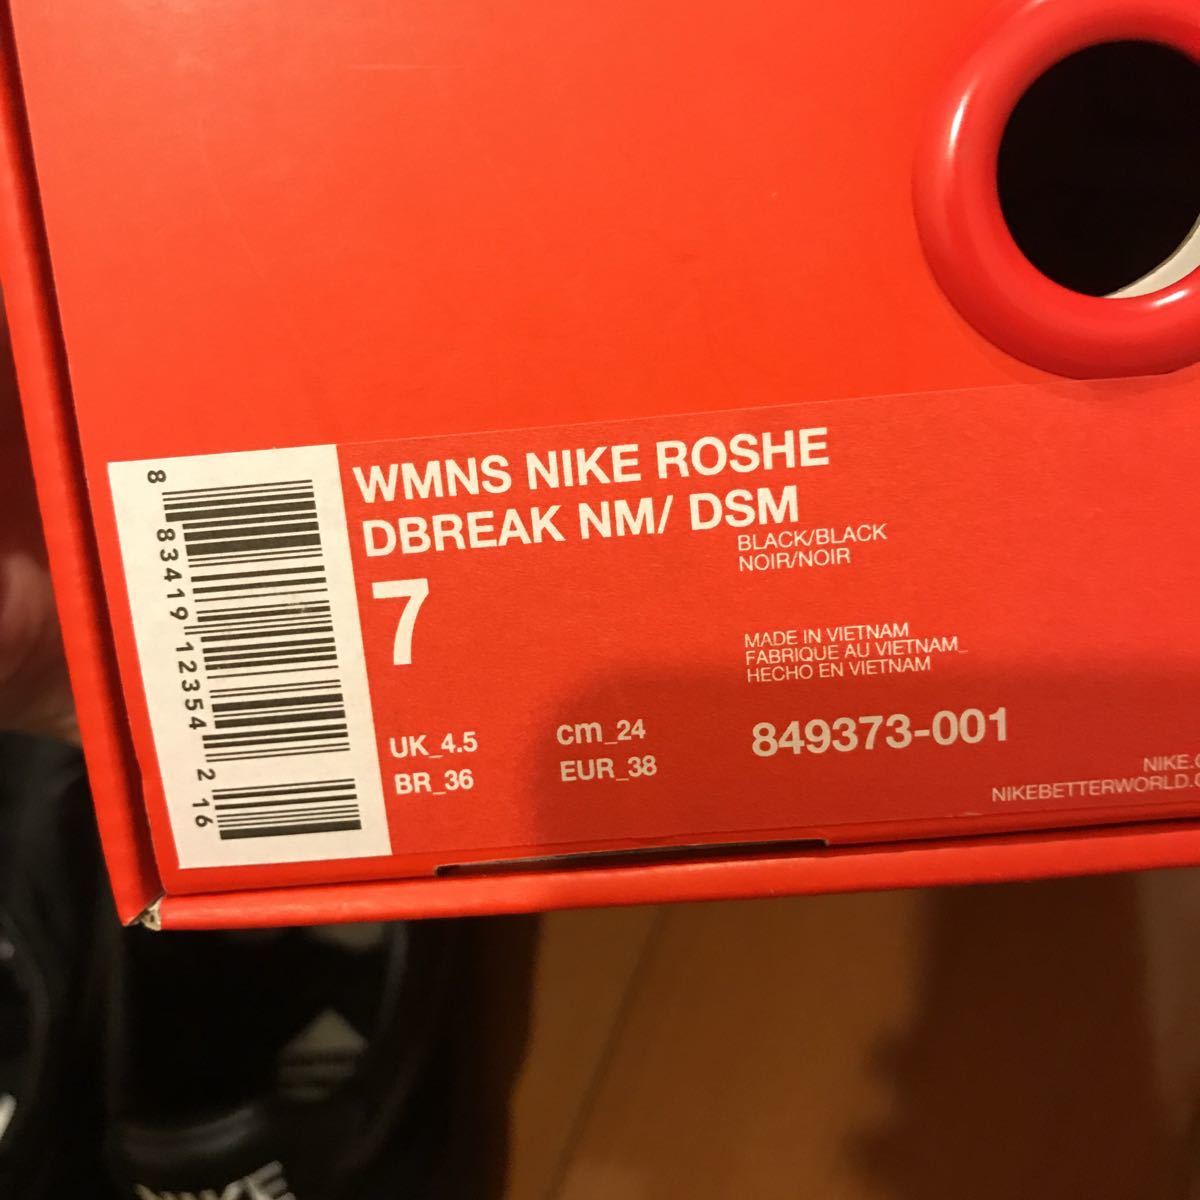 WMNS NIKE ROSHE
DBREAK NM/ DSM
BLACK/BLACK
NOIR/NOIR
7
MADE IN VIETNAM
FABRIQUE AU VIETNAM_
HECHO EN VIETNAM
UK_4.5
cm_24
849373-001
BR_36
EUR_38
NIKE.
NIKEBETTERWORLD.
8 83419 12354 2 16
NIKE